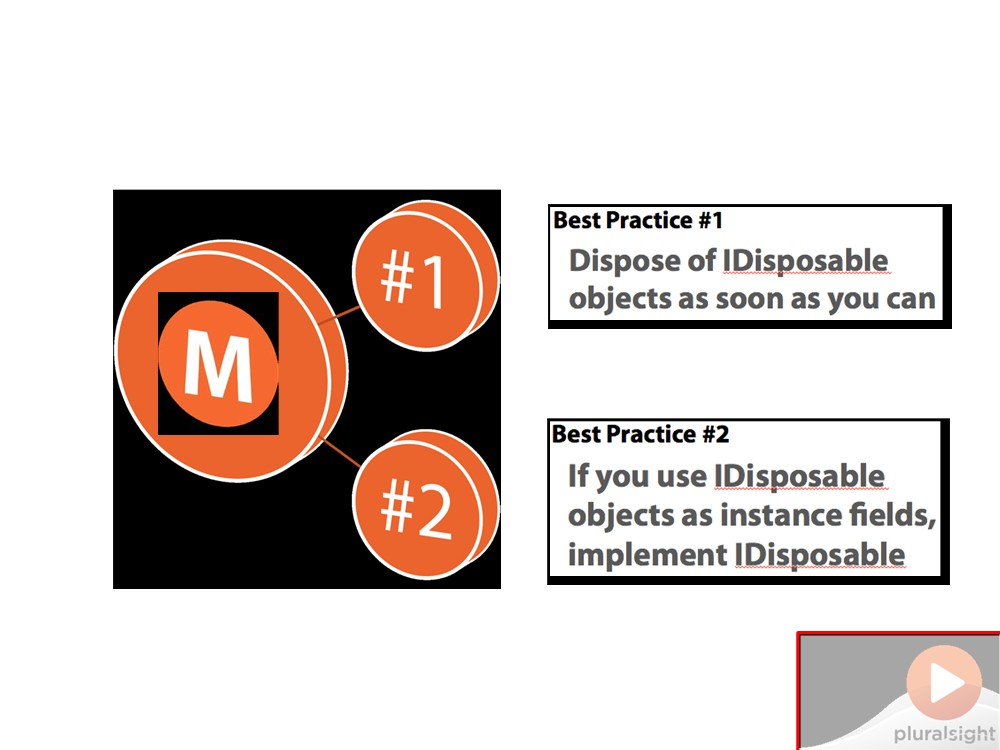 M
#1
#2
Best Practice #1
Dispose of IDisposable
objects as soon as you can
Best Practice #2
If you use IDisposable
objects as instance fields,
implement IDisposable
pluralsight